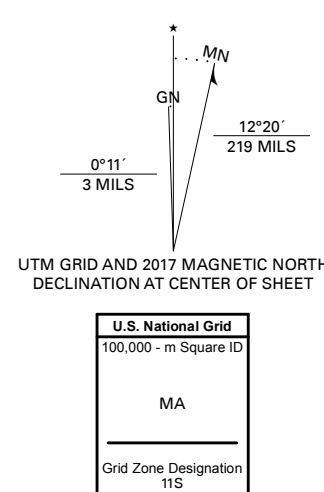 ★
MN
GN
12°20´
219 MILS
0°11´
3 MILS
UTM GRID AND 2017 MAGNETIC NORTH
DECLINATION AT CENTER OF SHEET
U.S. National Grid
100,000 - m Square ID
MA
Grid Zone Designation
11S